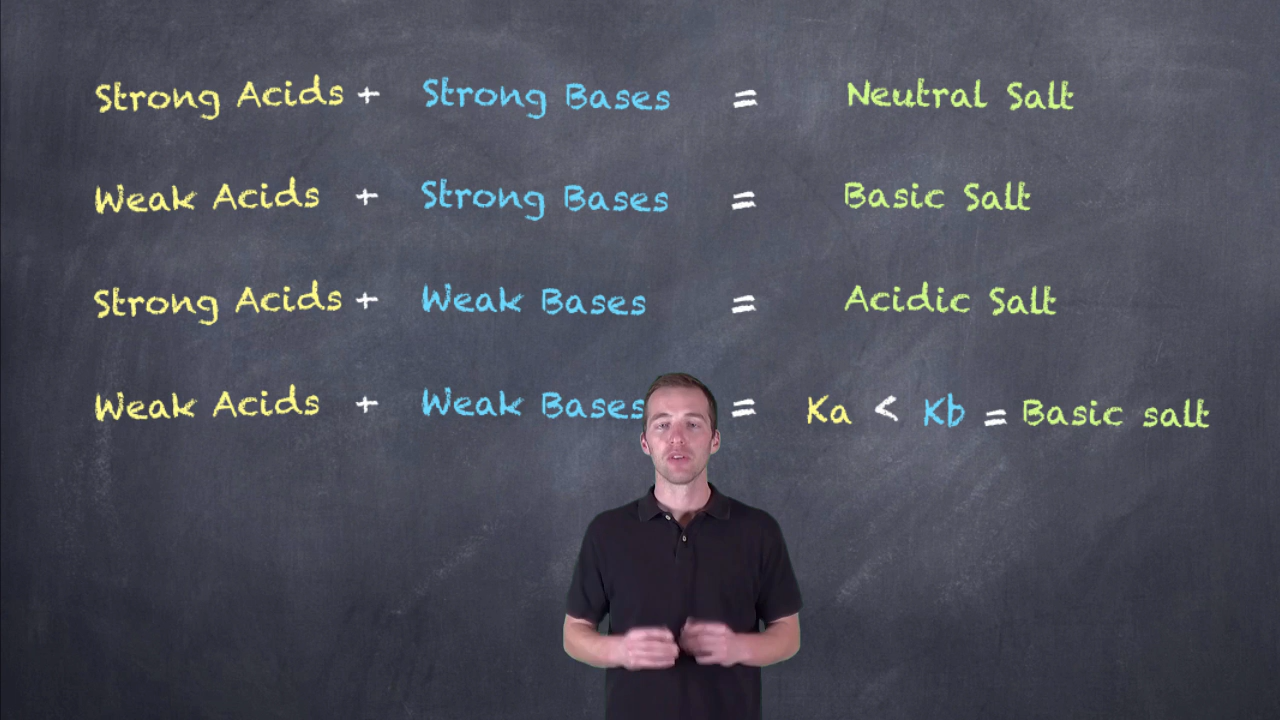 Strong Acids + Strong Bases = Neutral Salt
Weak Acids + Strong Bases = Basic Salt
Strong Acids + Weak Bases = Acidic Salt
Weak Acids + Weak Bases = Ka < Kb = Basic salt